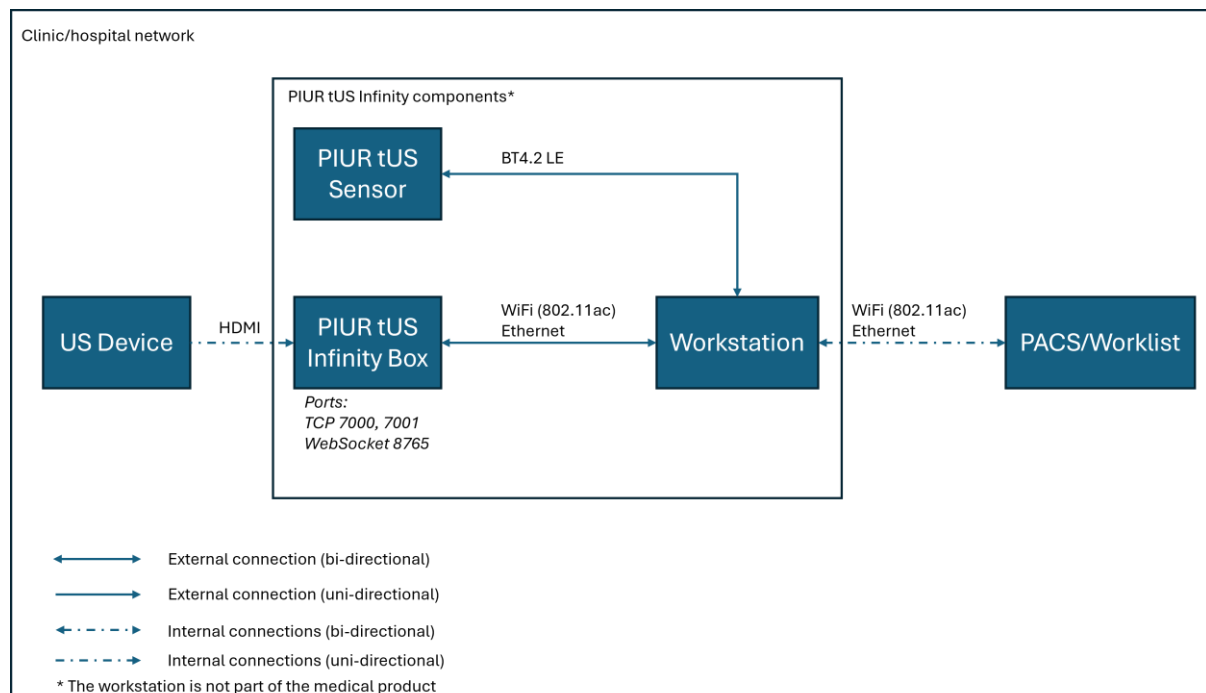 Clinic/hospital network
PIUR tUS Infinity components*
PIUR tUS
Sensor
BT4.2 LE
US Device
HDMI
PIUR tUS
Infinity Box
WiFi (802.11ac)
Ethernet
Workstation
WiFi (802.11ac)
Ethernet
PACS/Worklist
Ports:
TCP 7000, 7001
WebSocket 8765
External connection (bi-directional)
External connection (uni-directional)
Internal connections (bi-directional)
Internal connections (uni-directional)
* The workstation is not part of the medical product